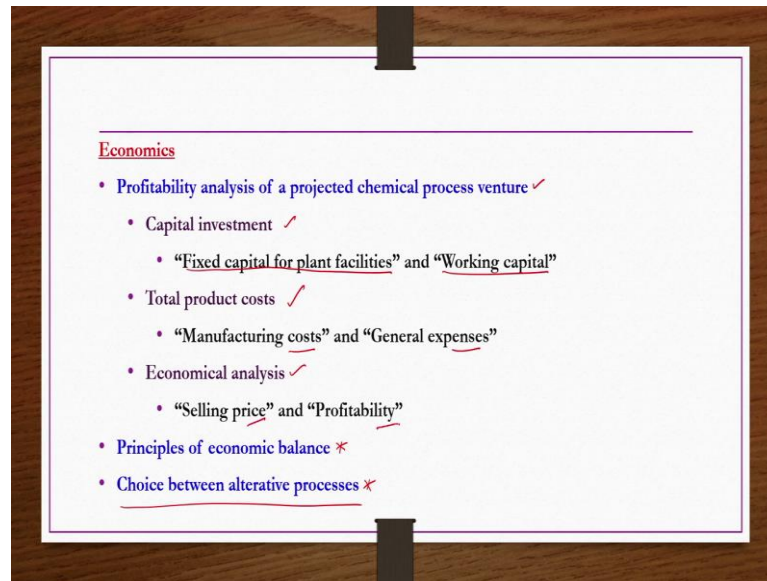 Economics
• Profitability analysis of a projected chemical process venture
• Capital investment
• “Fixed capital for plant facilities” and “Working capital”
• Total product costs
• “Manufacturing costs” and “General expenses”
• Economical analysis
• “Selling price” and “Profitability”
• Principles of economic balance
• Choice between alterative processes